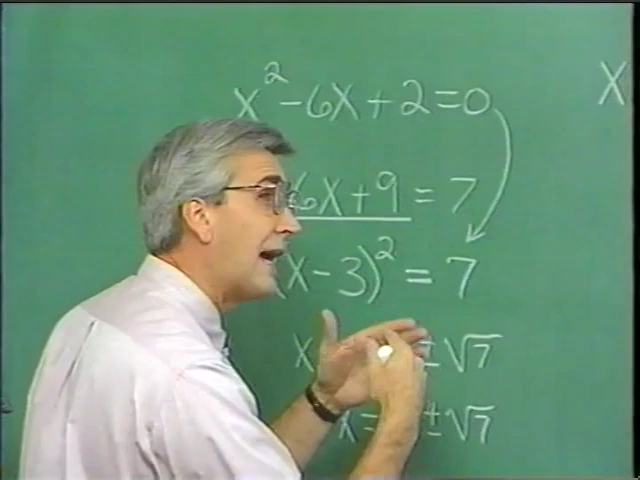 x² - 6x + 2 = 0
x
6x + 9 = 7
(x - 3)² = 7
x ± √7
x = ± √7